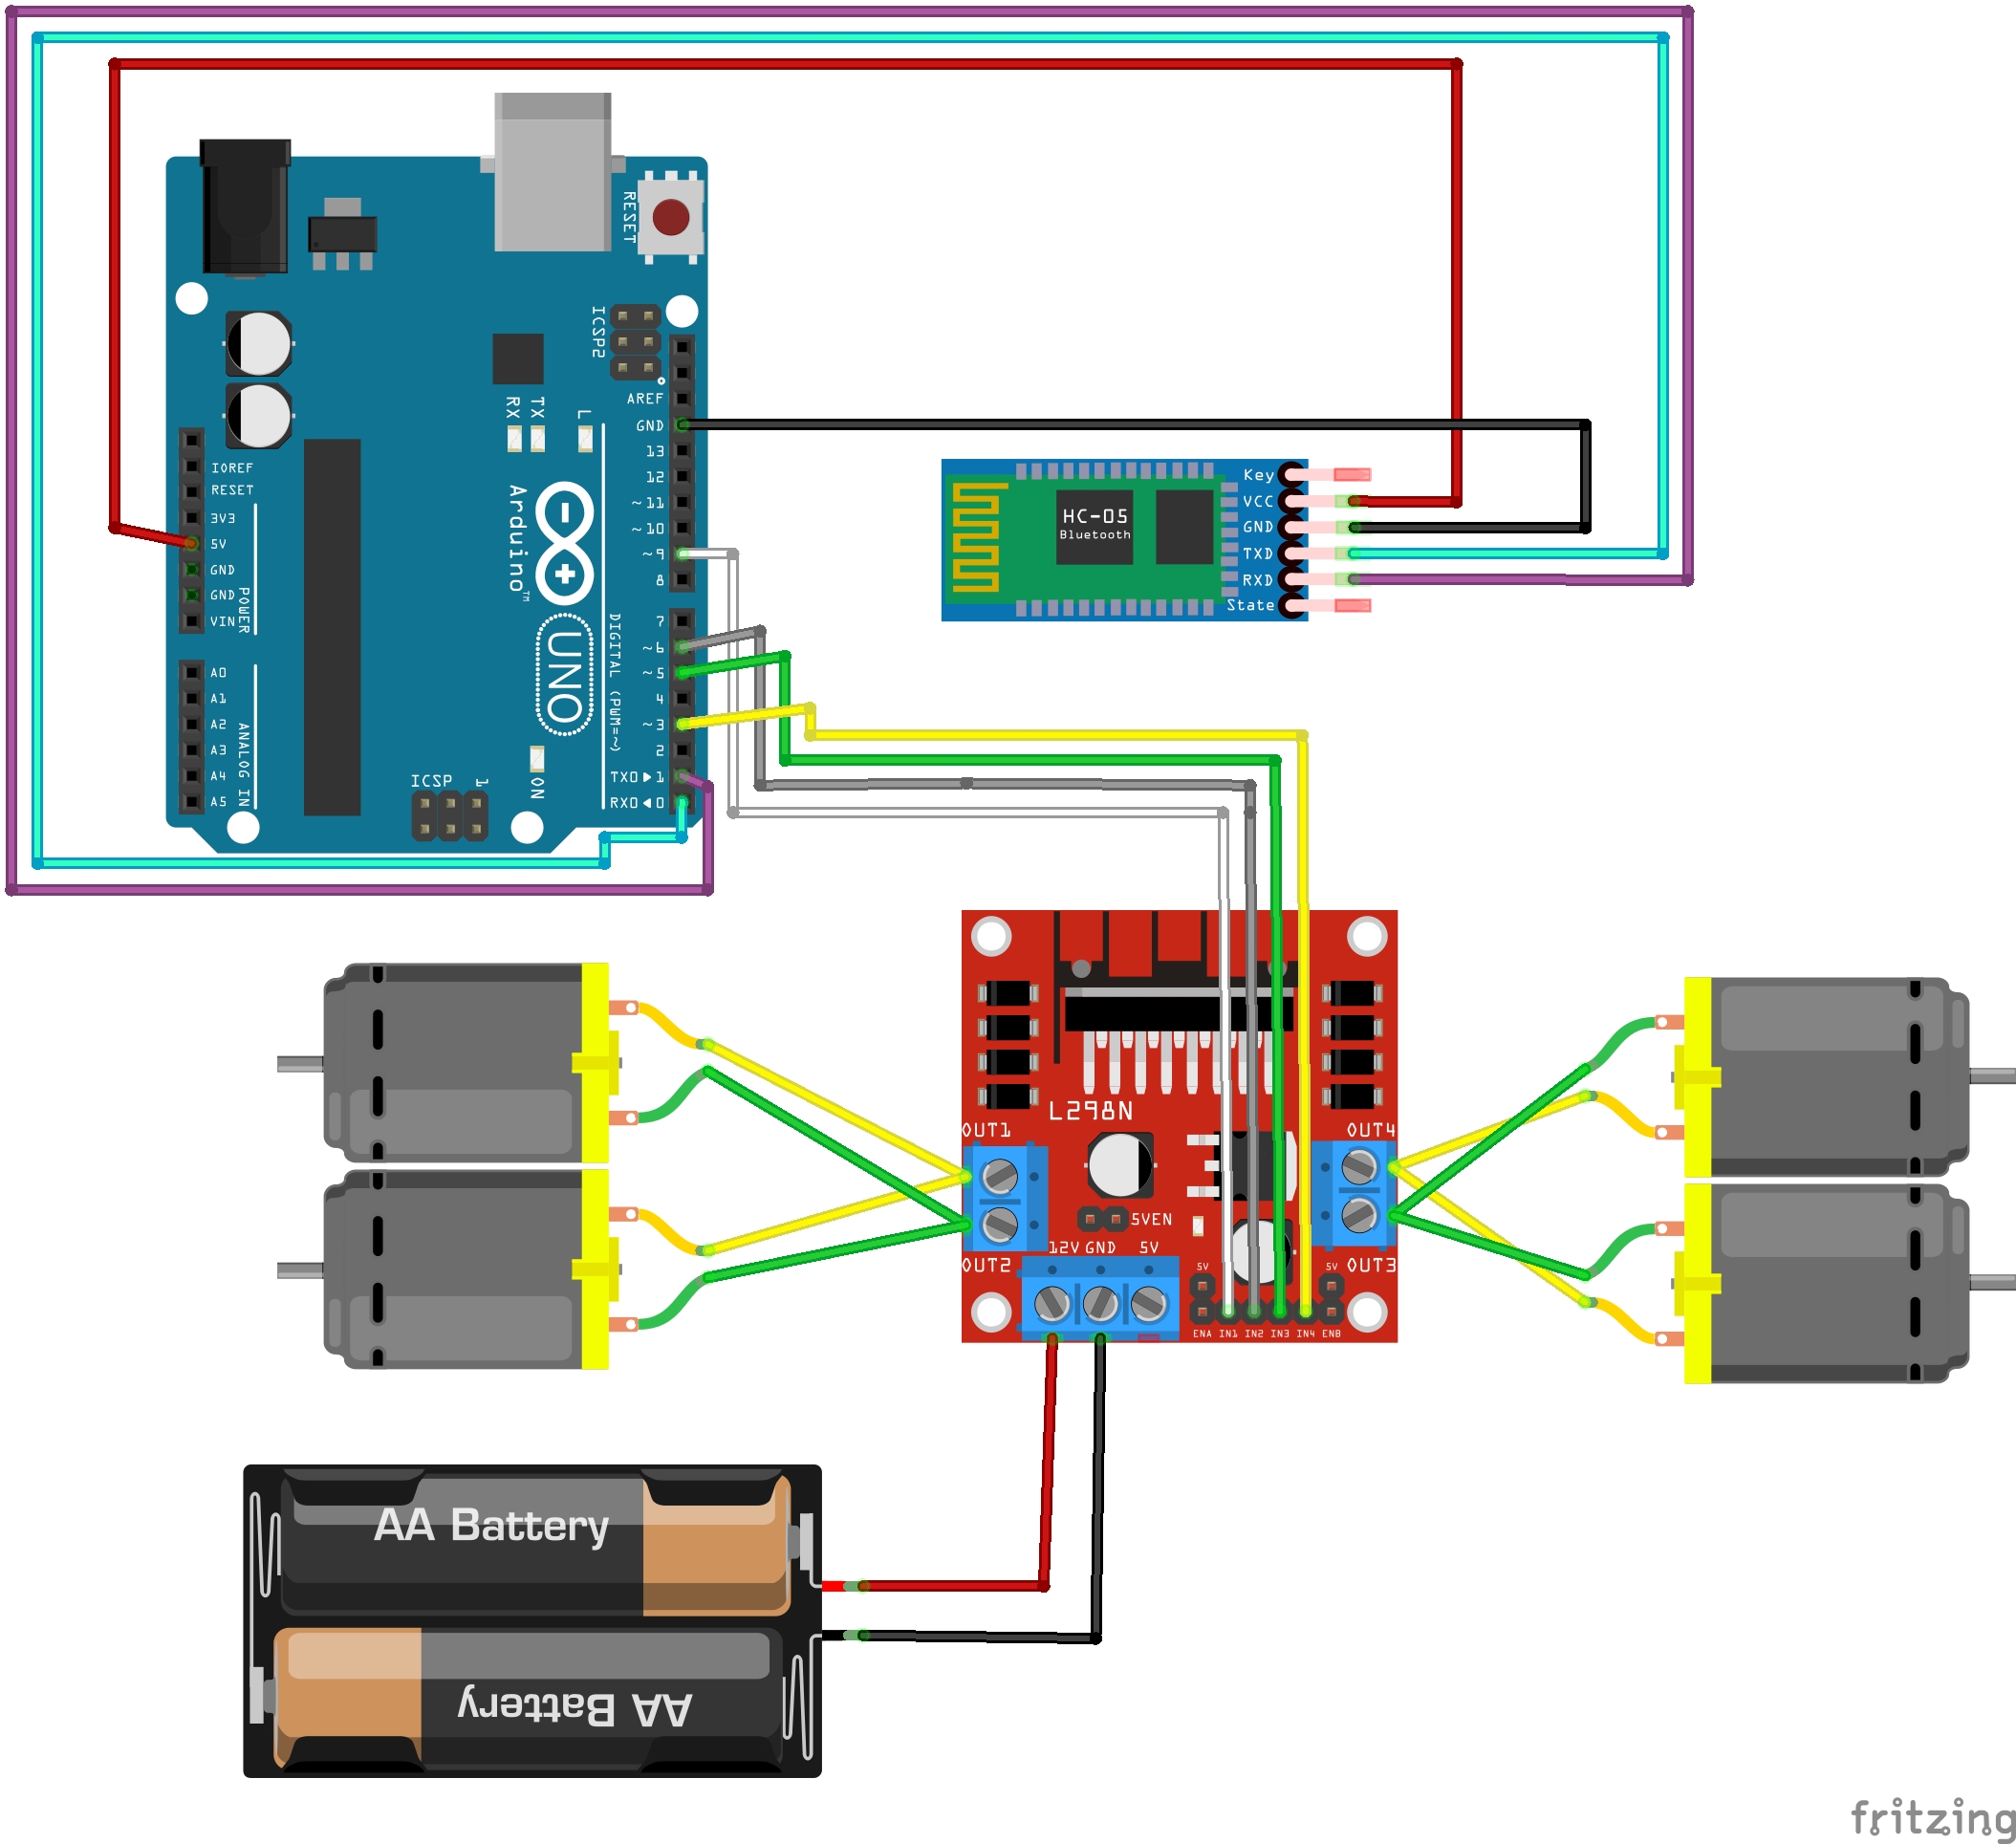 RESET
ICSP2
AREF
GND
13
12
~11
~10
~9
8
7
~6
~5
4
~3
2
TX0▶1
RX0◀0
DIGITAL (PWM=~)
RX
TX
L
Arduino™
UNO
ON
ICSP
1
IOREF
RESET
3V3
5V
GND
GND
VIN
POWER
A0
A1
A2
A3
A4
A5
ANALOG IN
HC-05
Bluetooth
Key
VCC
GND
TXD
RXD
State
L298N
OUT1
OUT4
5VEN
12V GND 5V
OUT2
OUT3
5V
5V
ENA IN1 IN2 IN3 IN4 ENB
AA Battery
AA Battery
fritzing